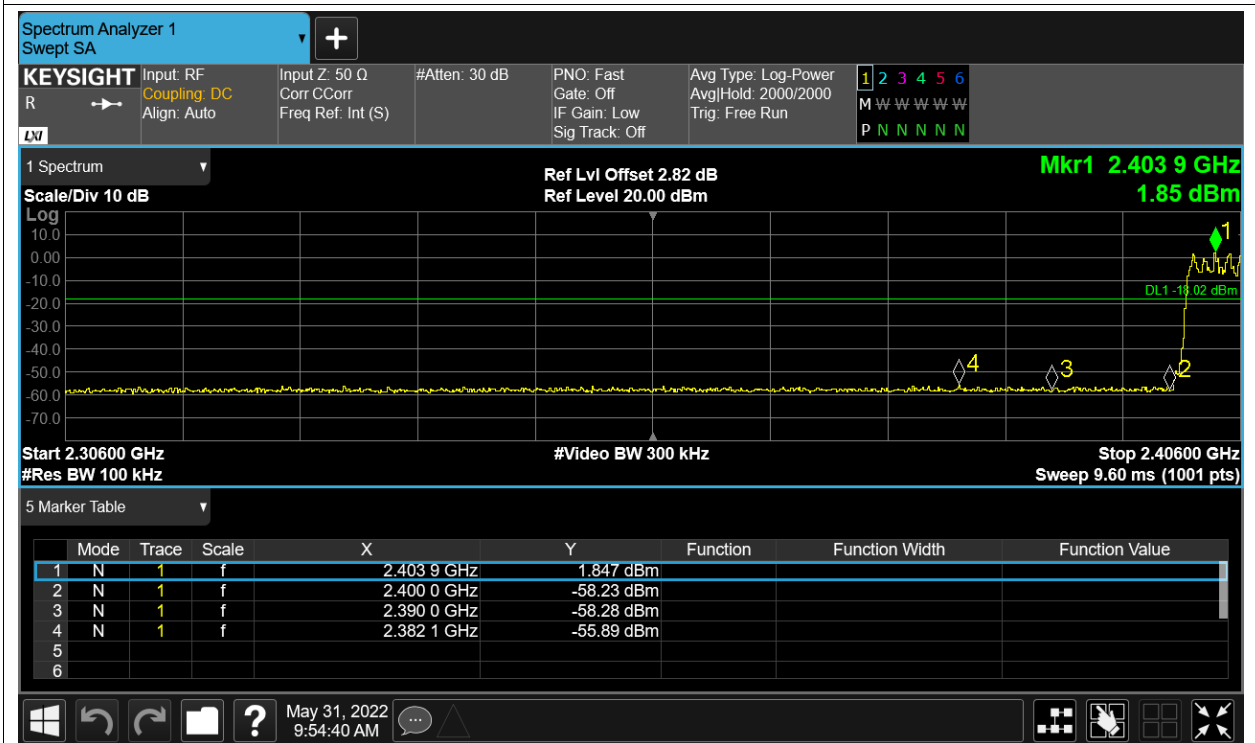 Spectrum Analyzer 1
Swept SA
KEYSIGHT
R
LXI
Input: RF
Coupling: DC
Align: Auto
Input Z: 50 Ω
Corr CCorr
Freq Ref: Int (S)
#Atten: 30 dB
PNO: Fast
Gate: Off
IF Gain: Low
Sig Track: Off
Avg Type: Log-Power
Avg|Hold: 2000/2000
Trig: Free Run
1 2 3 4 5 6
M W W W W W
P N N N N N
1 Spectrum
Scale/Div 10 dB
Ref Lvl Offset 2.82 dB
Ref Level 20.00 dBm
Mkr1 2.403 9 GHz
1.85 dBm
Log
10.0
0.00
-10.0
-20.0
-30.0
-40.0
-50.0
-60.0
-70.0
1
DL1 -18.02 dBm
4
3
2
Start 2.30600 GHz
#Res BW 100 kHz
#Video BW 300 kHz
Stop 2.40600 GHz
Sweep 9.60 ms (1001 pts)
5 Marker Table
Mode Trace Scale X Y Function Function Width Function Value
1 N 1 f 2.403 9 GHz 1.847 dBm
2 N 1 f 2.400 0 GHz -58.23 dBm
3 N 1 f 2.390 0 GHz -58.28 dBm
4 N 1 f 2.382 1 GHz -55.89 dBm
5
6
?
May 31, 2022
9:54:40 AM